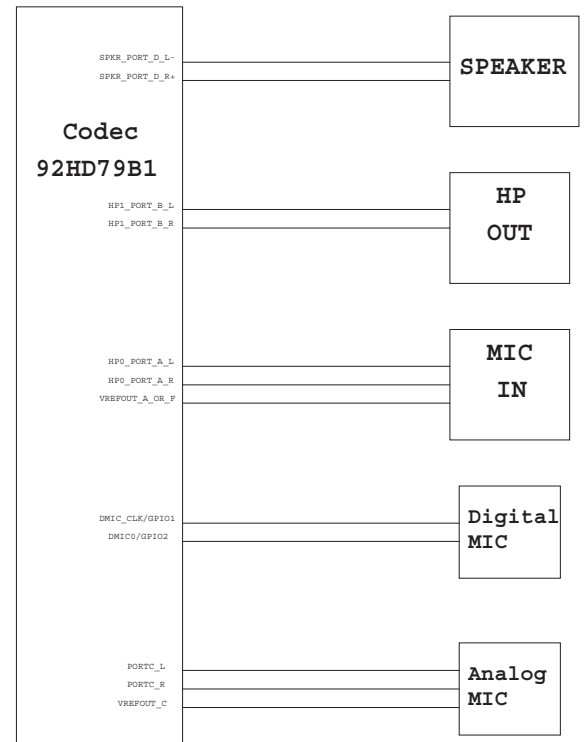 SPKR_PORT_D_L-
SPKR_PORT_D_R+
SPEAKER
Codec
92HD79B1
HP1_PORT_B_L
HP1_PORT_B_R
HP
OUT
HP0_PORT_A_L
HP0_PORT_A_R
VREFOUT_A_OR_F
MIC
IN
DMIC_CLK/GPIO1
DMIC0/GPIO2
Digital
MIC
PORTC_L
PORTC_R
VREFOUT_C
Analog
MIC